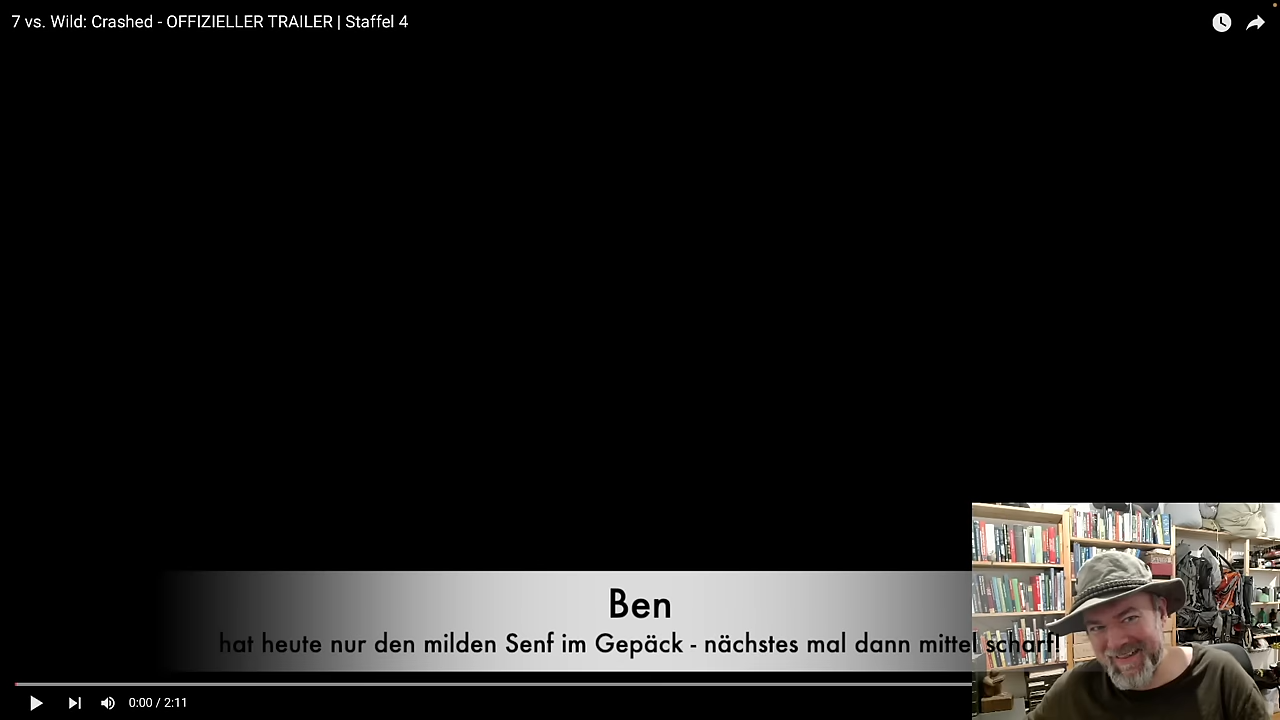 7 vs. Wild: Crashed - OFFIZIELLER TRAILER | Staffel 4
Ben
hat heute nur den milden Senf im Gepäck - nächstes mal dann mittel scharf!
0:00 / 2:11